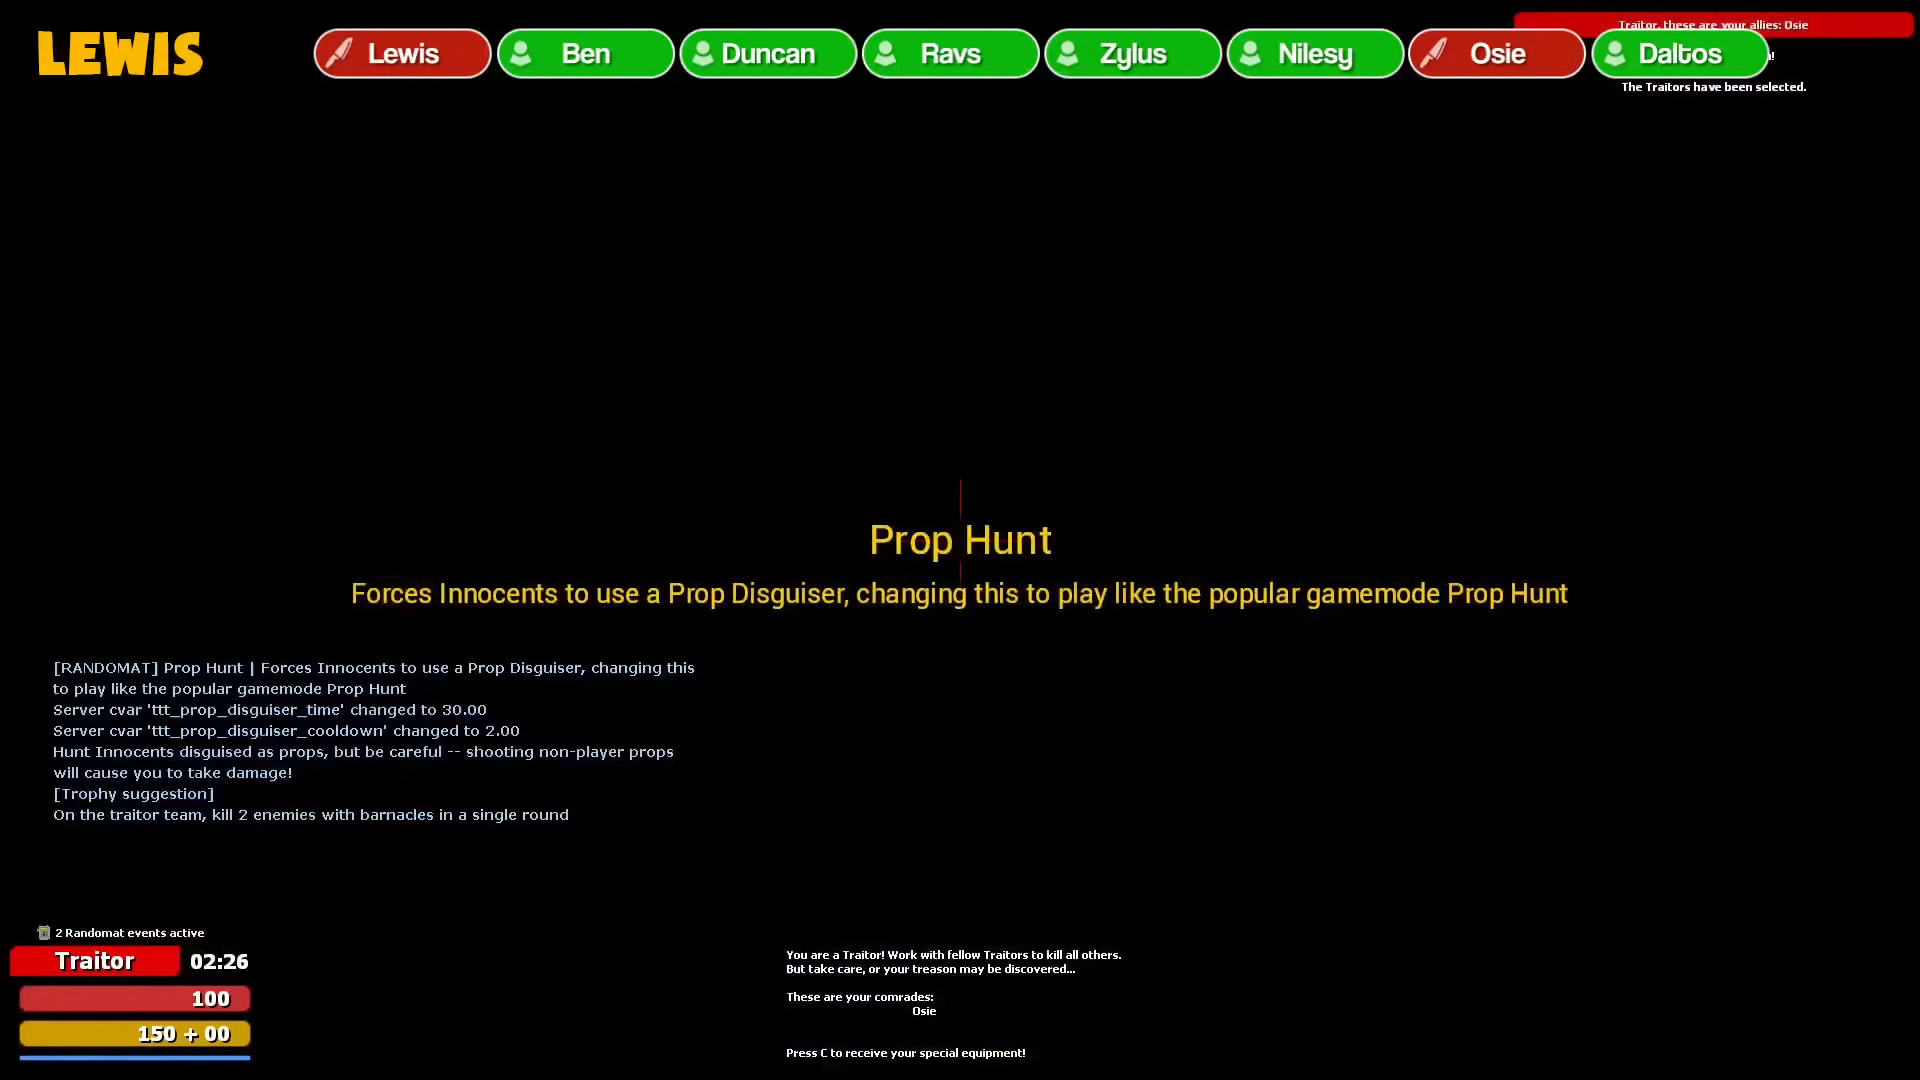 LEWIS
Lewis
Ben
Duncan
Ravs
Zylus
Nilesy
Osie
Daltos
Traitor, these are your allies: Osie
The Traitors have been selected.
Prop Hunt
Forces Innocents to use a Prop Disguiser, changing this to play like the popular gamemode Prop Hunt
[RANDOMAT] Prop Hunt | Forces Innocents to use a Prop Disguiser, changing this
to play like the popular gamemode Prop Hunt
Server cvar 'ttt_prop_disguiser_time' changed to 30.00
Server cvar 'ttt_prop_disguiser_cooldown' changed to 2.00
Hunt Innocents disguised as props, but be careful -- shooting non-player props
will cause you to take damage!
[Trophy suggestion]
On the traitor team, kill 2 enemies with barnacles in a single round
2 Randomat events active
Traitor 02:26
100
150 + 00
You are a Traitor! Work with fellow Traitors to kill all others.
But take care, or your treason may be discovered...
These are your comrades:
Osie
Press C to receive your special equipment!